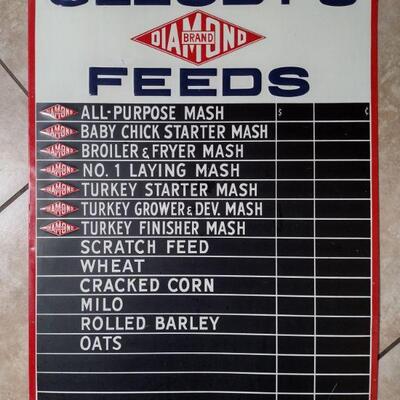 DIAMOND
BRAND
FEEDS
DIAMOND ALL-PURPOSE MASH $ ¢
DIAMOND BABY CHICK STARTER MASH
DIAMOND BROILER & FRYER MASH
DIAMOND NO. 1 LAYING MASH
DIAMOND TURKEY STARTER MASH
DIAMOND TURKEY GROWER & DEV. MASH
DIAMOND TURKEY FINISHER MASH
SCRATCH FEED
WHEAT
CRACKED CORN
MILO
ROLLED BARLEY
OATS